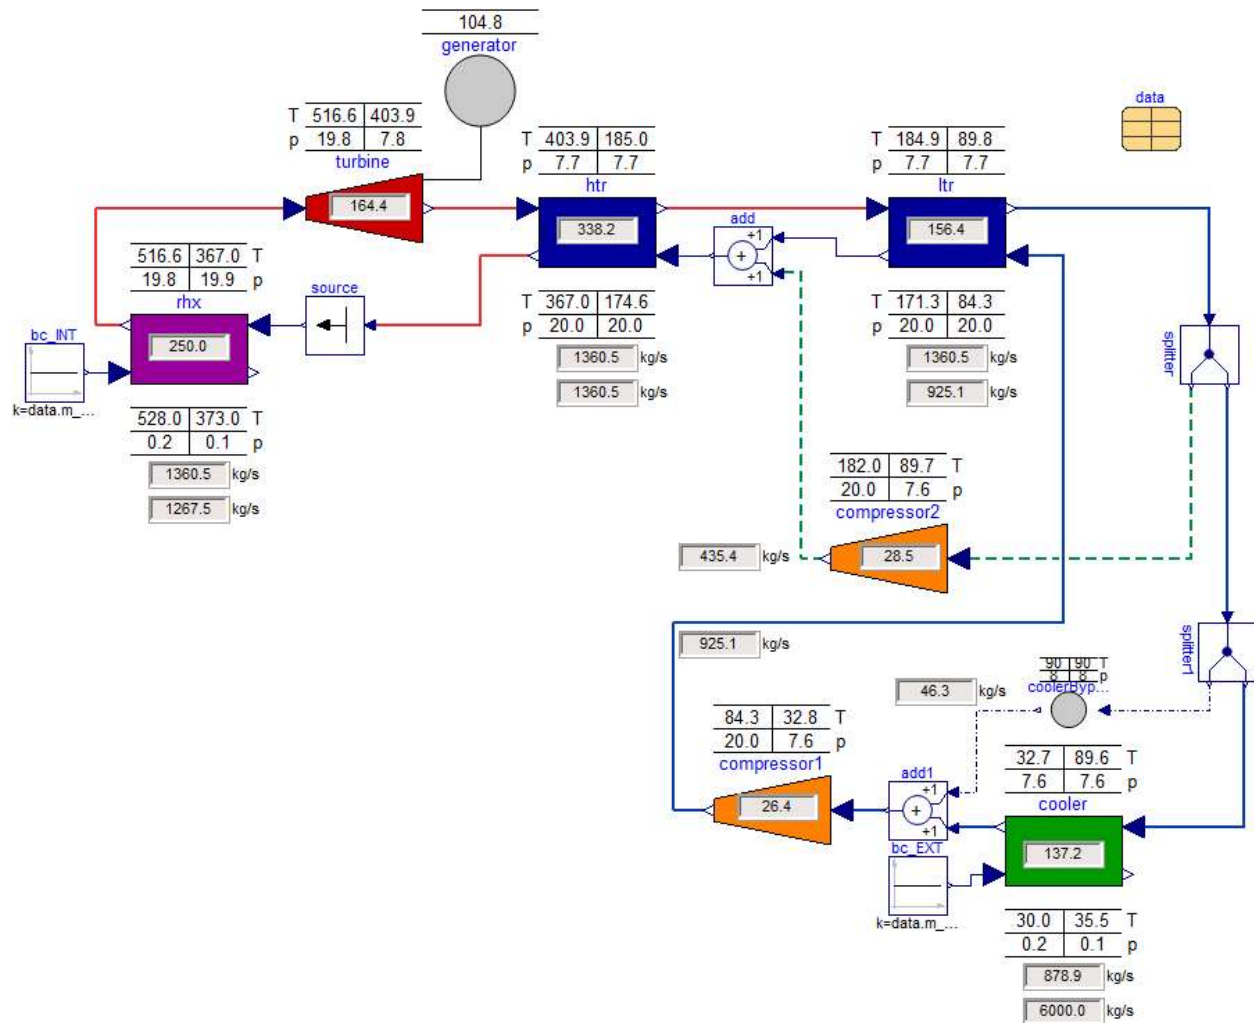 104.8
generator
T 516.6 403.9
p 19.8 7.8
turbine
164.4
T 403.9 185.0
p 7.7 7.7
htr
338.2
T 184.9 89.8
p 7.7 7.7
ltr
156.4
data
add
+1
+
+1
516.6 367.0 T
19.8 19.9 p
rhx
250.0
source
bc_INT
k=data.m_...
528.0 373.0 T
0.2 0.1 p
1360.5 kg/s
1267.5 kg/s
T 367.0 174.6
p 20.0 20.0
1360.5 kg/s
1360.5 kg/s
T 171.3 84.3
p 20.0 20.0
1360.5 kg/s
925.1 kg/s
splitter
182.0 89.7 T
20.0 7.6 p
compressor2
28.5
435.4 kg/s
925.1 kg/s
splitter1
90 90 T
8 8 p
coolerByp...
46.3 kg/s
84.3 32.8 T
20.0 7.6 p
compressor1
26.4
add1
+1
+
+1
32.7 89.6 T
7.6 7.6 p
cooler
137.2
bc_EXT
k=data.m_...
30.0 35.5 T
0.2 0.1 p
878.9 kg/s
6000.0 kg/s